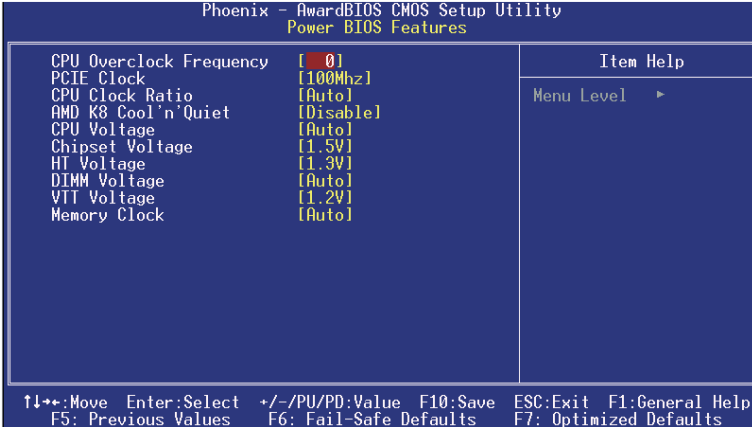 Phoenix - AwardBIOS CMOS Setup Utility
Power BIOS Features
CPU Overclock Frequency [ 0]
PCIE Clock [100Mhz]
CPU Clock Ratio [Auto]
AMD K8 Cool'n'Quiet [Disable]
CPU Voltage [Auto]
Chipset Voltage [1.5V]
HT Voltage [1.3V]
DIMM Voltage [Auto]
VTT Voltage [1.2V]
Memory Clock [Auto]
Item Help
Menu Level ►
↑↓→←:Move Enter:Select +/-/PU/PD:Value F10:Save ESC:Exit F1:General Help
F5: Previous Values F6: Fail-Safe Defaults F7: Optimized Defaults